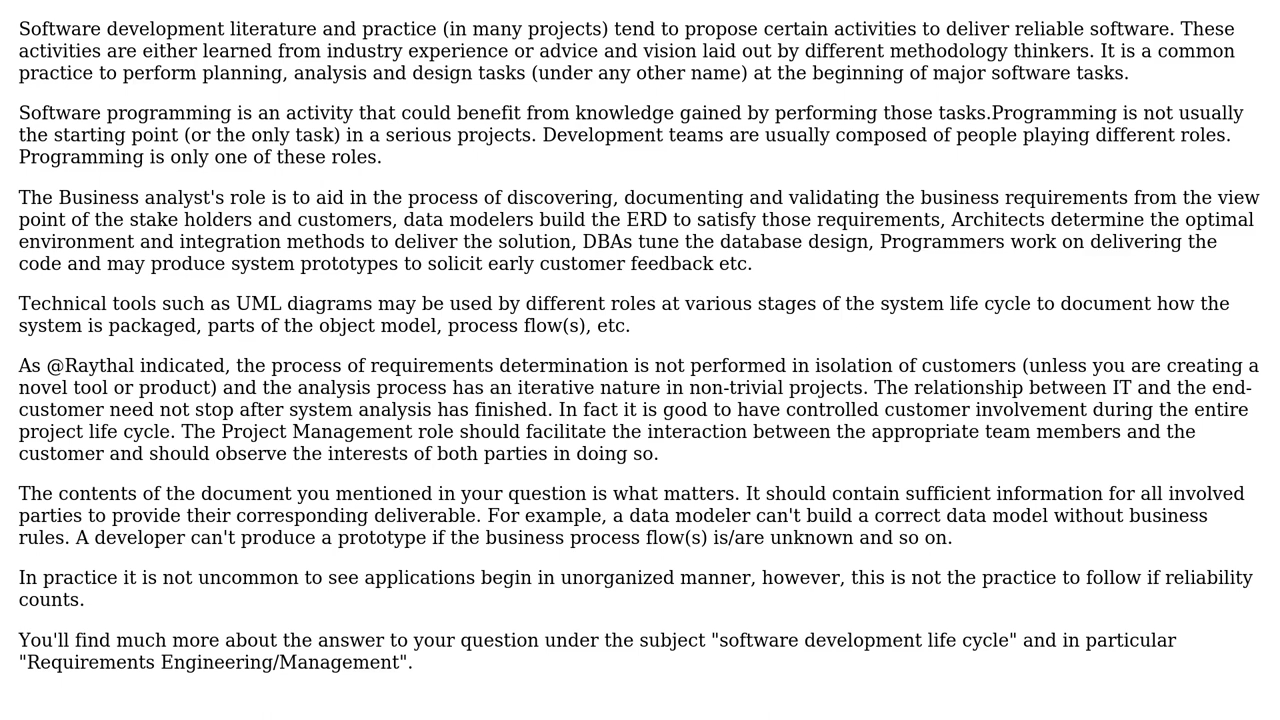 Software development literature and practice (in many projects) tend to propose certain activities to deliver reliable software. These
activities are either learned from industry experience or advice and vision laid out by different methodology thinkers. It is a common
practice to perform planning, analysis and design tasks (under any other name) at the beginning of major software tasks.
Software programming is an activity that could benefit from knowledge gained by performing those tasks.Programming is not usually
the starting point (or the only task) in a serious projects. Development teams are usually composed of people playing different roles.
Programming is only one of these roles.
The Business analyst's role is to aid in the process of discovering, documenting and validating the business requirements from the view
point of the stake holders and customers, data modelers build the ERD to satisfy those requirements, Architects determine the optimal
environment and integration methods to deliver the solution, DBAs tune the database design, Programmers work on delivering the
code and may produce system prototypes to solicit early customer feedback etc.
Technical tools such as UML diagrams may be used by different roles at various stages of the system life cycle to document how the
system is packaged, parts of the object model, process flow(s), etc.
As @Raythal indicated, the process of requirements determination is not performed in isolation of customers (unless you are creating a
novel tool or product) and the analysis process has an iterative nature in non-trivial projects. The relationship between IT and the end-
customer need not stop after system analysis has finished. In fact it is good to have controlled customer involvement during the entire
project life cycle. The Project Management role should facilitate the interaction between the appropriate team members and the
customer and should observe the interests of both parties in doing so.
The contents of the document you mentioned in your question is what matters. It should contain sufficient information for all involved
parties to provide their corresponding deliverable. For example, a data modeler can't build a correct data model without business
rules. A developer can't produce a prototype if the business process flow(s) is/are unknown and so on.
In practice it is not uncommon to see applications begin in unorganized manner, however, this is not the practice to follow if reliability
counts.
You'll find much more about the answer to your question under the subject "software development life cycle" and in particular
"Requirements Engineering/Management".